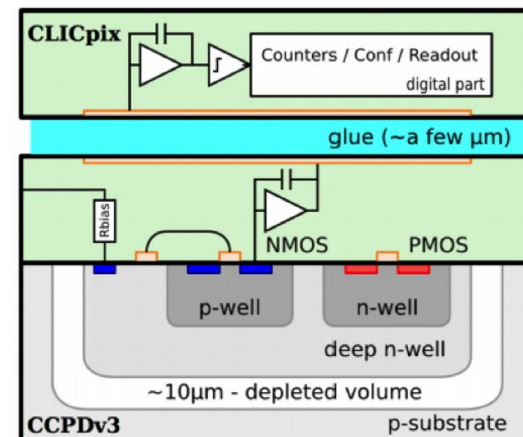 CLICpix
Counters / Conf / Readout
digital part
glue (~a few µm)
Rbias
NMOS
PMOS
p-well
n-well
deep n-well
~10µm - depleted volume
CCPDv3
p-substrate